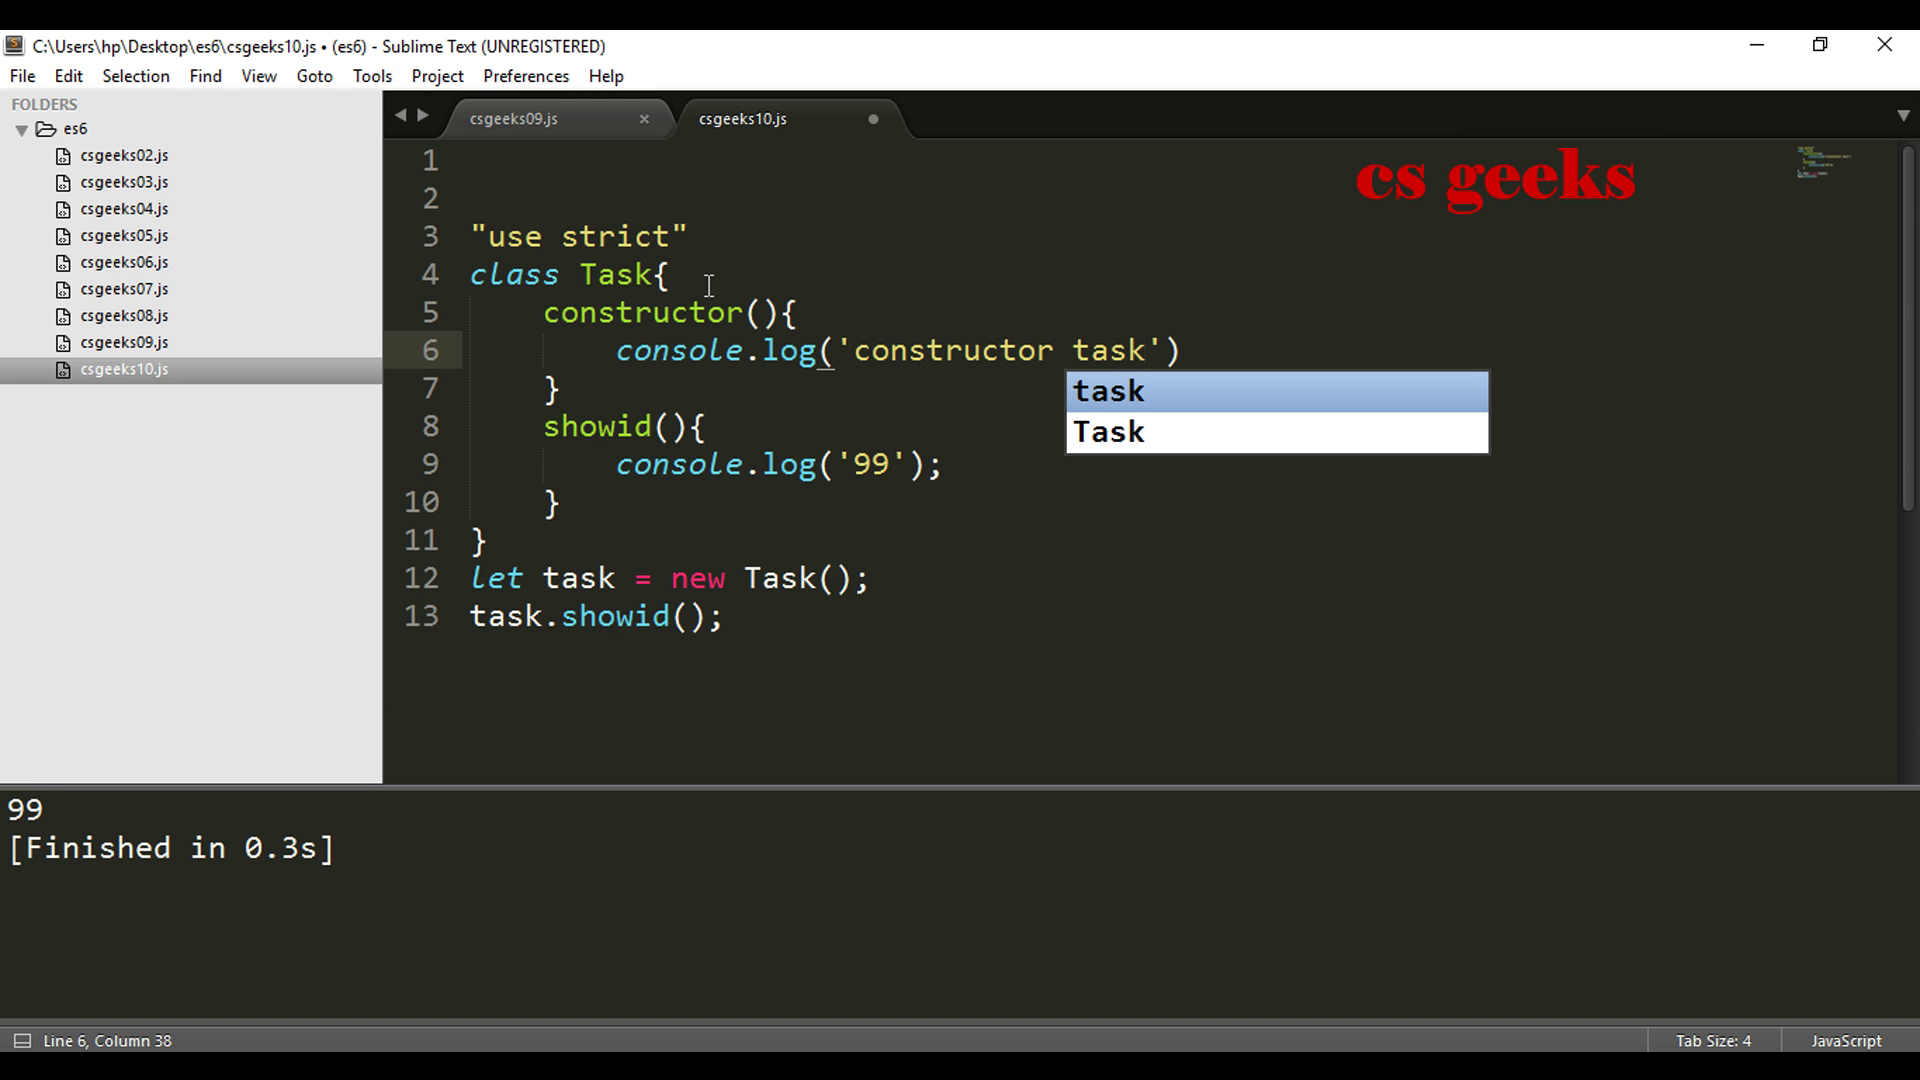 C:\Users\hp\Desktop\es6\csgeeks10.js • (es6) - Sublime Text (UNREGISTERED)
File Edit Selection Find View Goto Tools Project Preferences Help
FOLDERS
es6
csgeeks02.js
csgeeks03.js
csgeeks04.js
csgeeks05.js
csgeeks06.js
csgeeks07.js
csgeeks08.js
csgeeks09.js
csgeeks10.js
csgeeks09.js × csgeeks10.js
cs geeks
1
2
3 "use strict"
4 class Task{
5 constructor(){
6 console.log('constructor task')
7 }
8 showid(){
9 console.log('99');
10 }
11 }
12 let task = new Task();
13 task.showid();
task
Task
99
[Finished in 0.3s]
Line 6, Column 38 Tab Size: 4 JavaScript